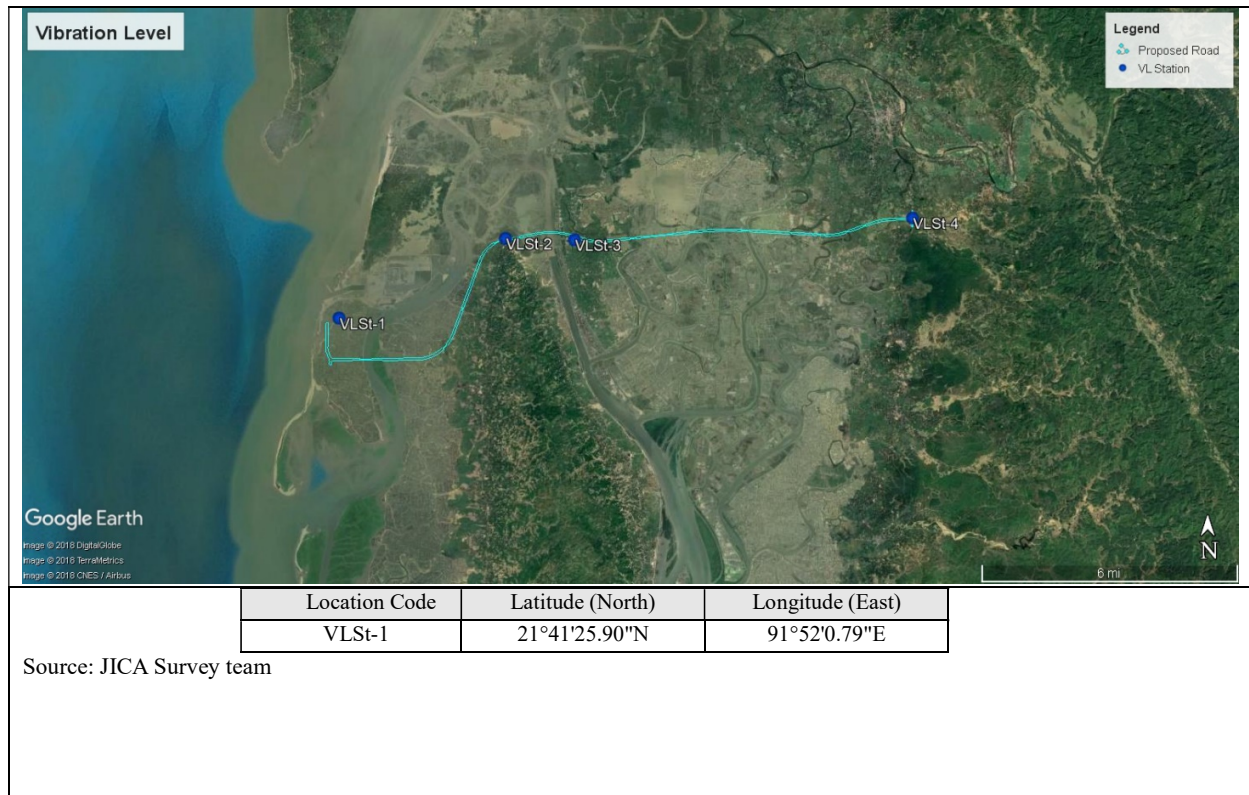 Vibration Level
Legend
Proposed Road
VL Station
VLSt-2
VLSt-3
VLSt-4
VLSt-1
Google Earth
Image © 2018 DigitalGlobe
Image © 2018 TerraMetrics
Image © 2018 CNES / Airbus
N
6 mi
Location Code Latitude (North) Longitude (East)
VLSt-1 21°41'25.90"N 91°52'0.79"E
Source: JICA Survey team